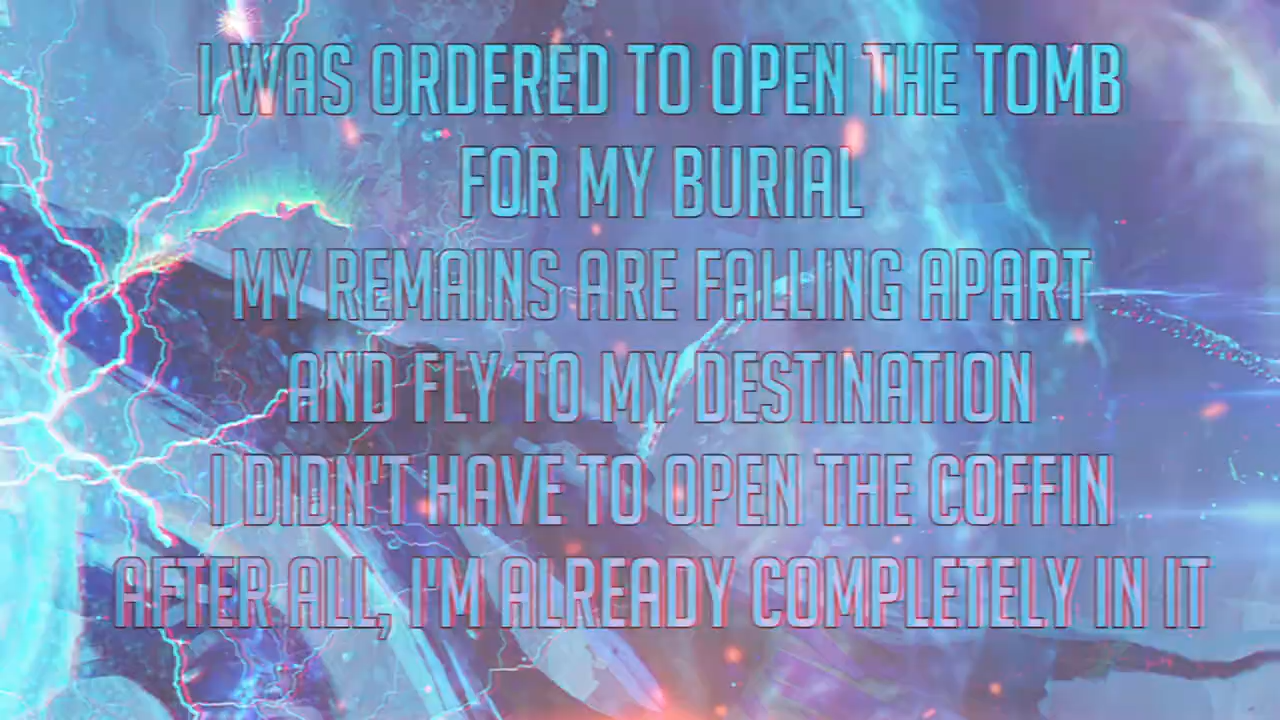 I WAS ORDERED TO OPEN THE TOMB
FOR MY BURIAL
MY REMAINS ARE FALLING APART
AND FLY TO MY DESTINATION
I DIDN'T HAVE TO OPEN THE COFFIN
AFTER ALL, I'M ALREADY COMPLETELY IN IT